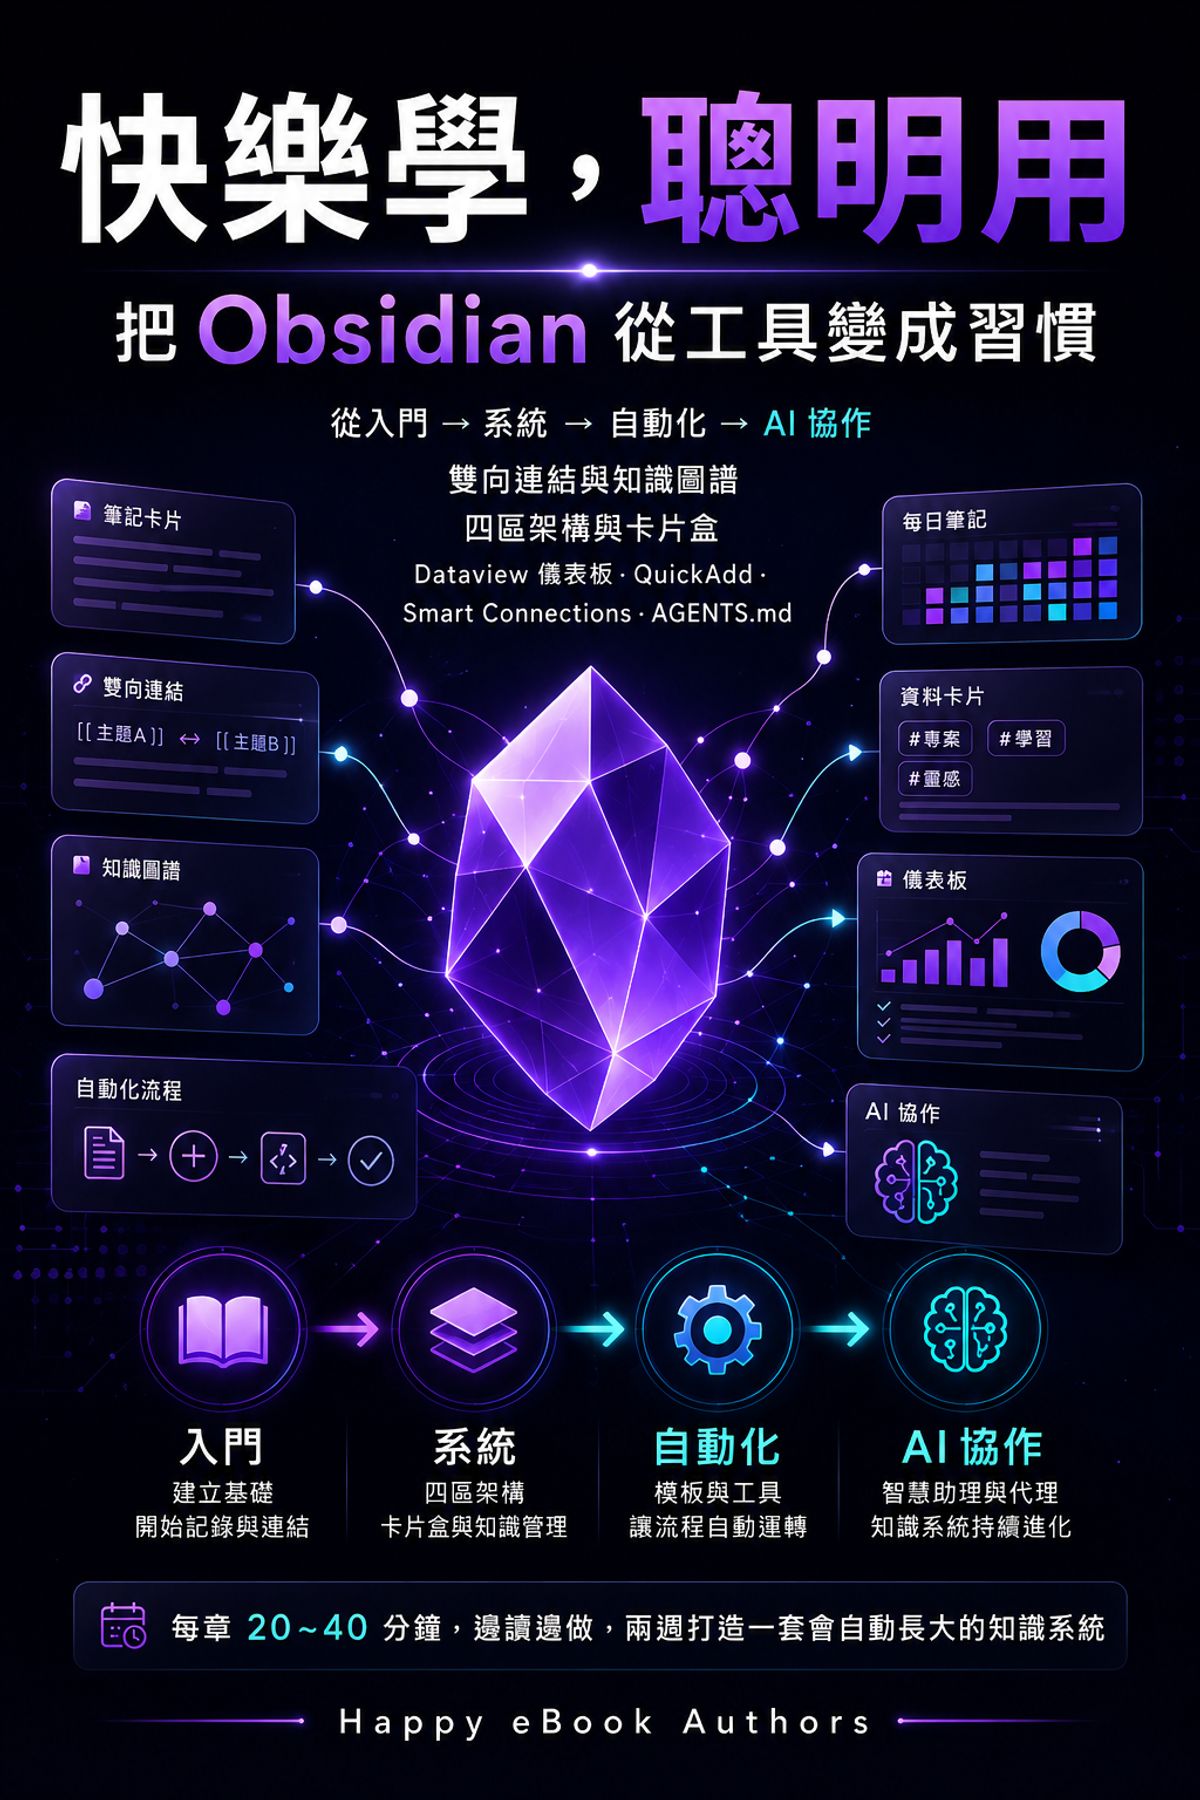 快樂學，聰明用
把 Obsidian 從工具變成習慣
從入門 → 系統 → 自動化 → AI 協作
雙向連結與知識圖譜
四區架構與卡片盒
Dataview 儀表板 · QuickAdd ·
Smart Connections · AGENTS.md
筆記卡片
雙向連結
[[ 主題A ]] ↔ [[ 主題B ]]
知識圖譜
自動化流程
每日筆記
資料卡片
#專案 #學習
#靈感
儀表板
AI 協作
入門
建立基礎
開始記錄與連結
系統
四區架構
卡片盒與知識管理
自動化
模板與工具
讓流程自動運轉
AI 協作
智慧助理與代理
知識系統持續進化
每章 20~40 分鐘，邊讀邊做，兩週打造一套會自動長大的知識系統
Happy eBook Authors